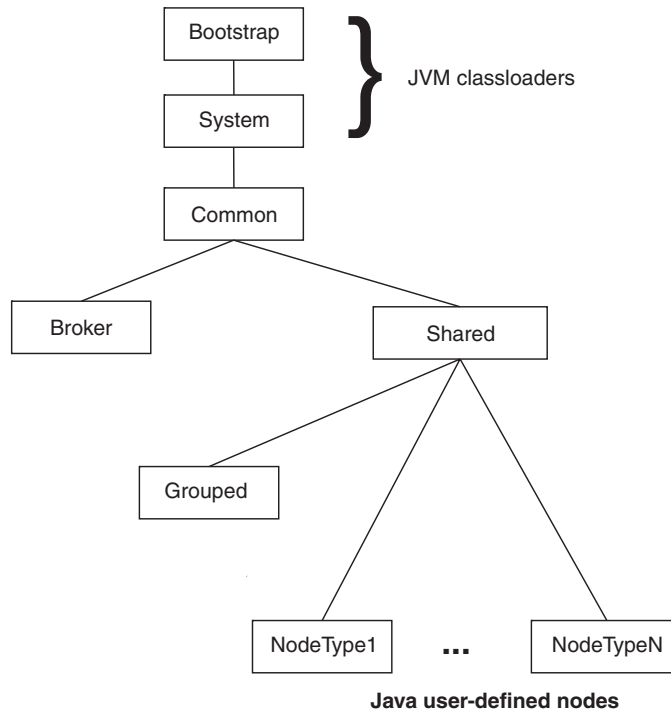 Bootstrap
JVM classloaders
System
Common
Broker
Shared
Grouped
NodeType1
...
NodeTypeN
Java user-defined nodes